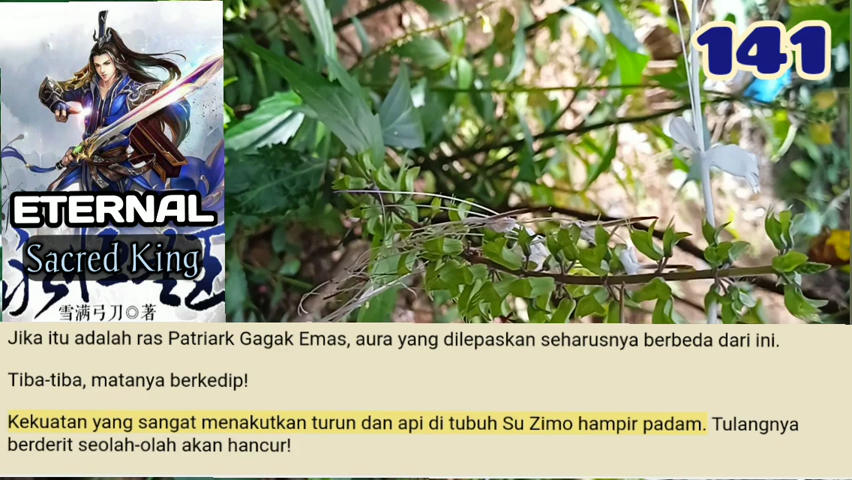 141
ETERNAL
Sacred King
雪满弓刀◎著
Jika itu adalah ras Patriark Gagak Emas, aura yang dilepaskan seharusnya berbeda dari ini.
Tiba-tiba, matanya berkedip!
Kekuatan yang sangat menakutkan turun dan api di tubuh Su Zimo hampir padam. Tulangnya
berderit seolah-olah akan hancur!